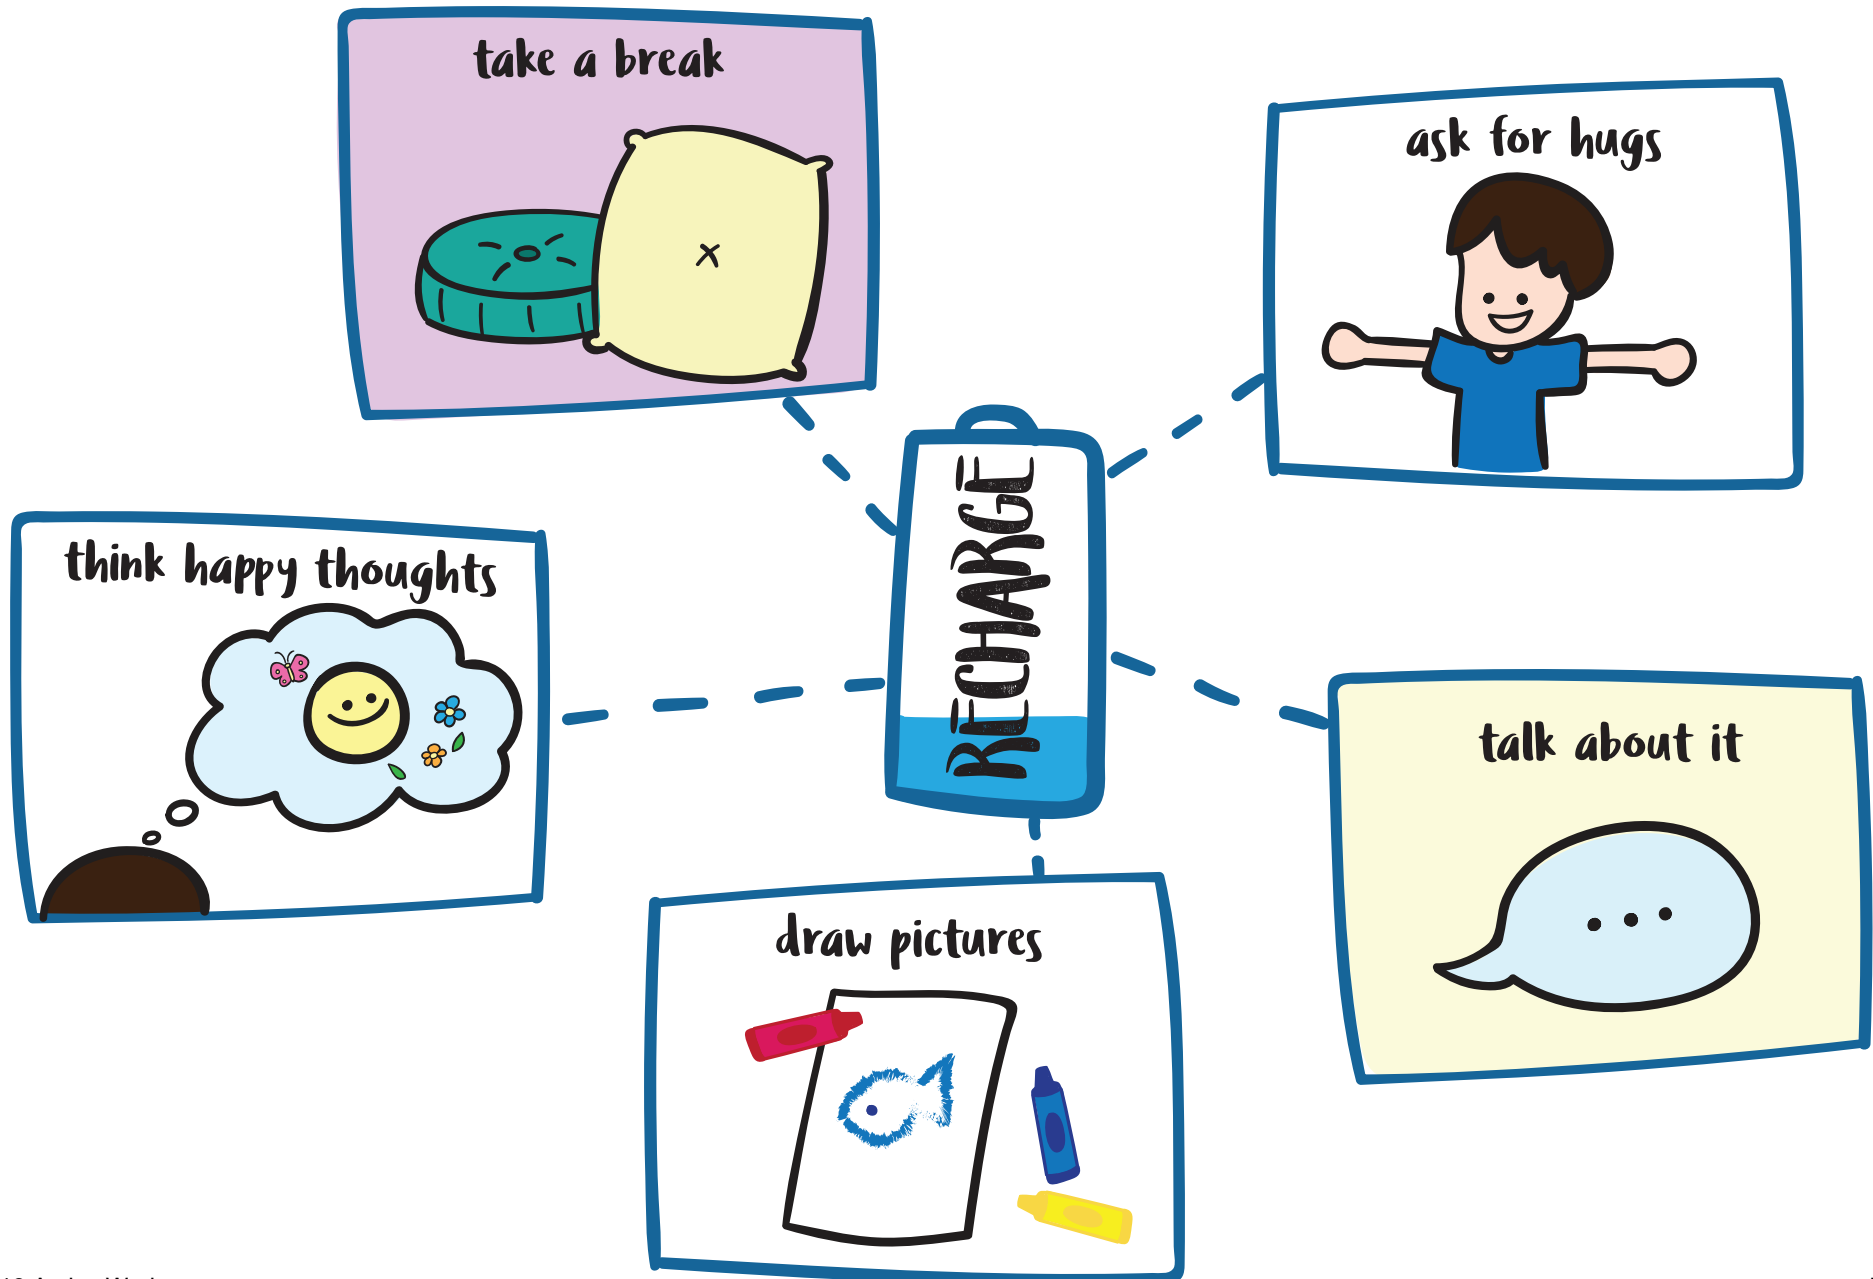 take a break
ask for hugs
RECHARGE
think happy thoughts
talk about it
draw pictures